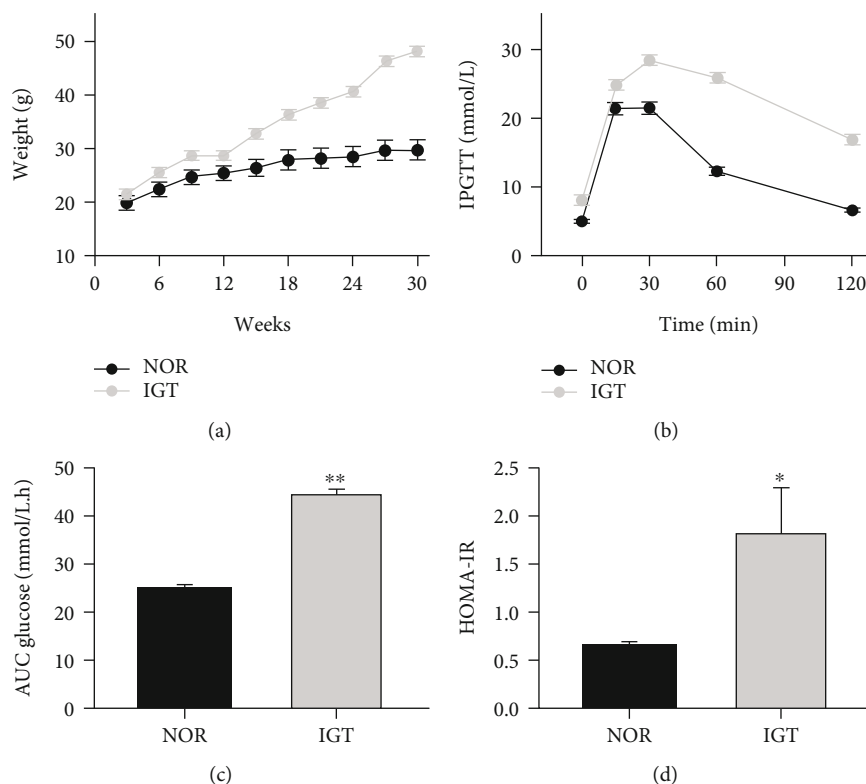 50
40
30
20
10
Weight (g)
0 6 12 18 24 30
Weeks
NOR
IGT
(a)
30
20
10
0
IPGTT (mmol/L)
0 30 60 90 120
Time (min)
NOR
IGT
(b)
50
40
30
20
10
0
AUC glucose (mmol/L.h)
**
NOR IGT
(c)
2.5
2.0
1.5
1.0
0.5
0.0
HOMA-IR
*
NOR IGT
(d)